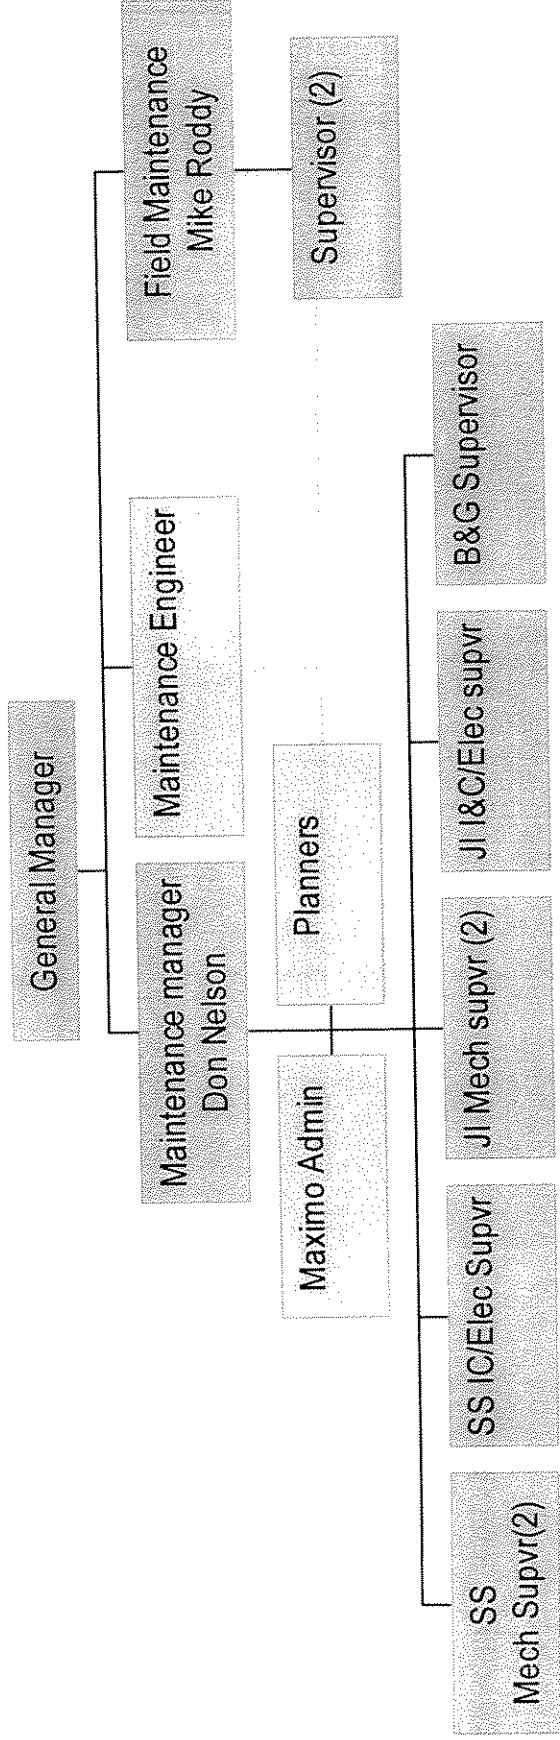 General Manager
Maintenance manager
Don Nelson
Maintenance Engineer
Field Maintenance
Mike Roddy
Maximo Admin
Planners
Supervisor (2)
SS
Mech Supvr(2)
SS IC/Elec Supvr
JI Mech supvr (2)
JI I&C/Elec supvr
B&G Supervisor